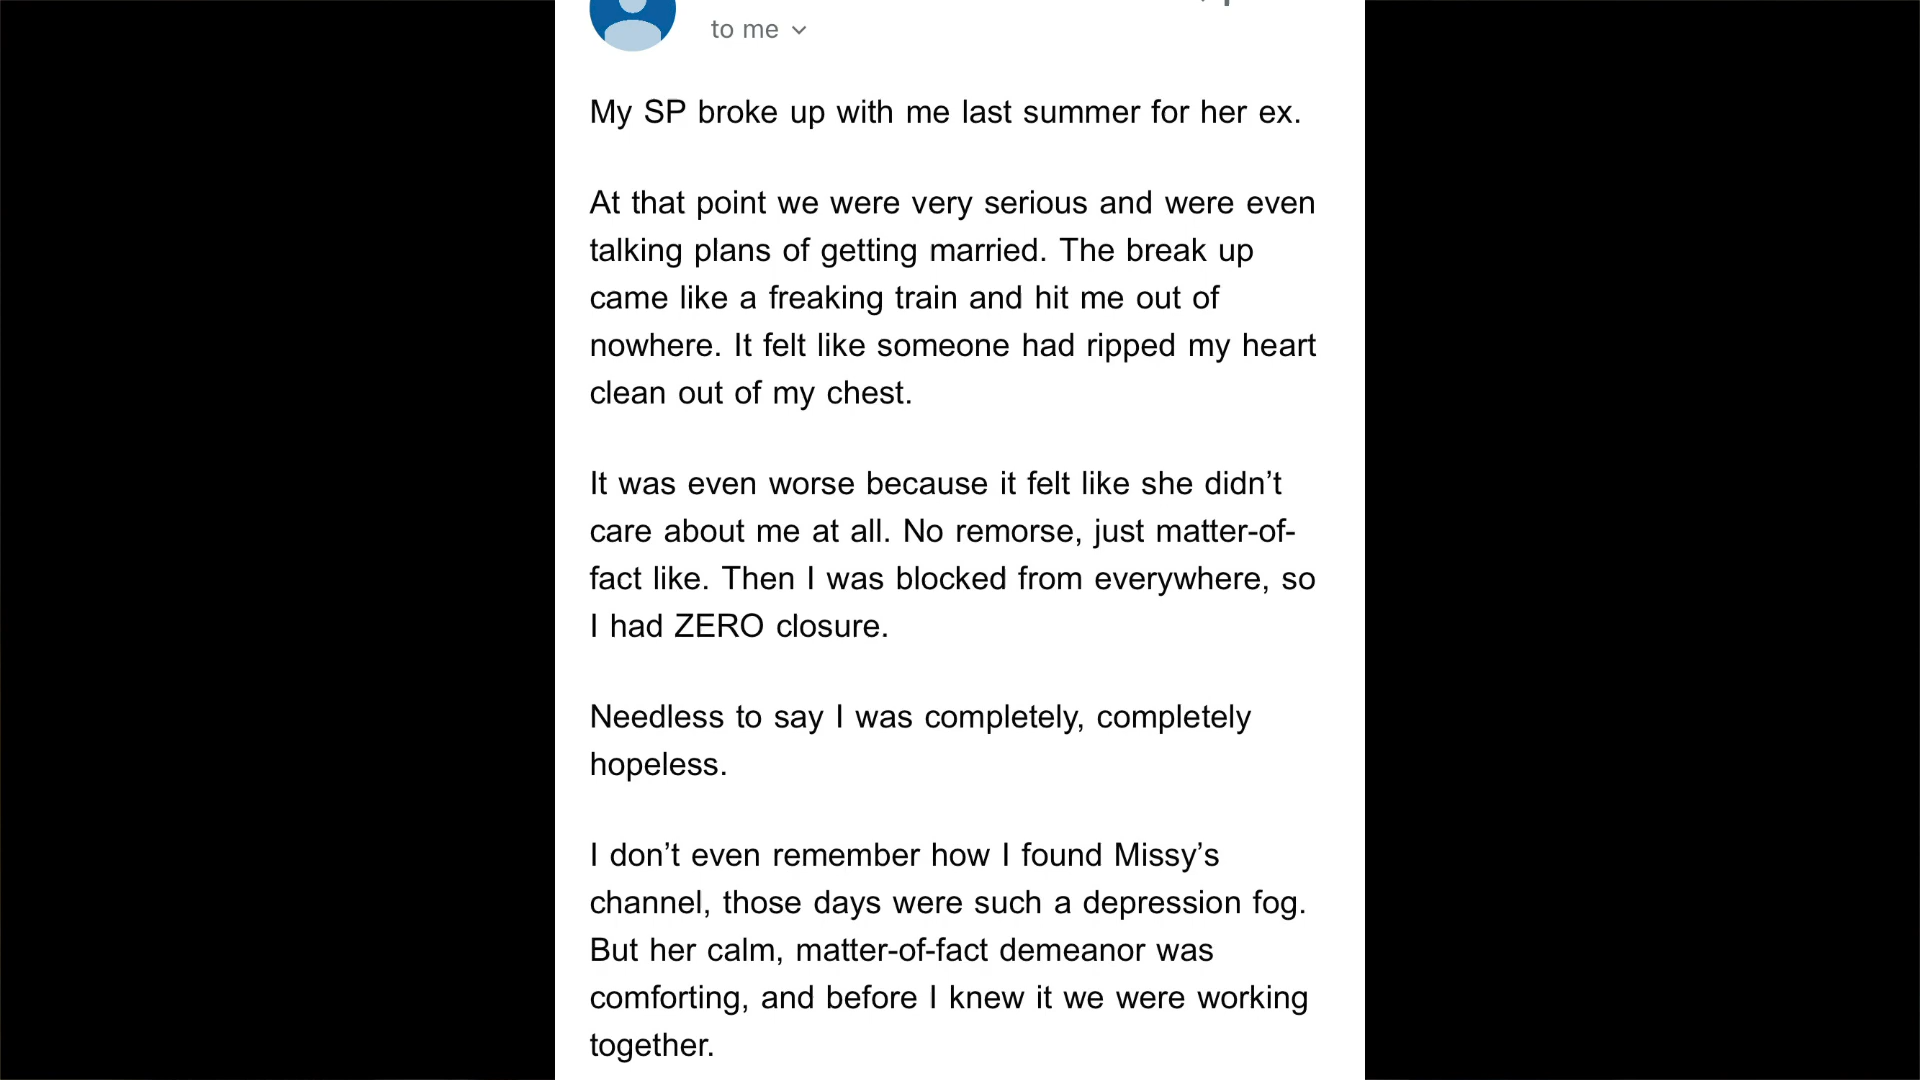 to me
My SP broke up with me last summer for her ex.
At that point we were very serious and were even
talking plans of getting married. The break up
came like a freaking train and hit me out of
nowhere. It felt like someone had ripped my heart
clean out of my chest.
It was even worse because it felt like she didn’t
care about me at all. No remorse, just matter-of-
fact like. Then I was blocked from everywhere, so
I had ZERO closure.
Needless to say I was completely, completely
hopeless.
I don’t even remember how I found Missy’s
channel, those days were such a depression fog.
But her calm, matter-of-fact demeanor was
comforting, and before I knew it we were working
together.